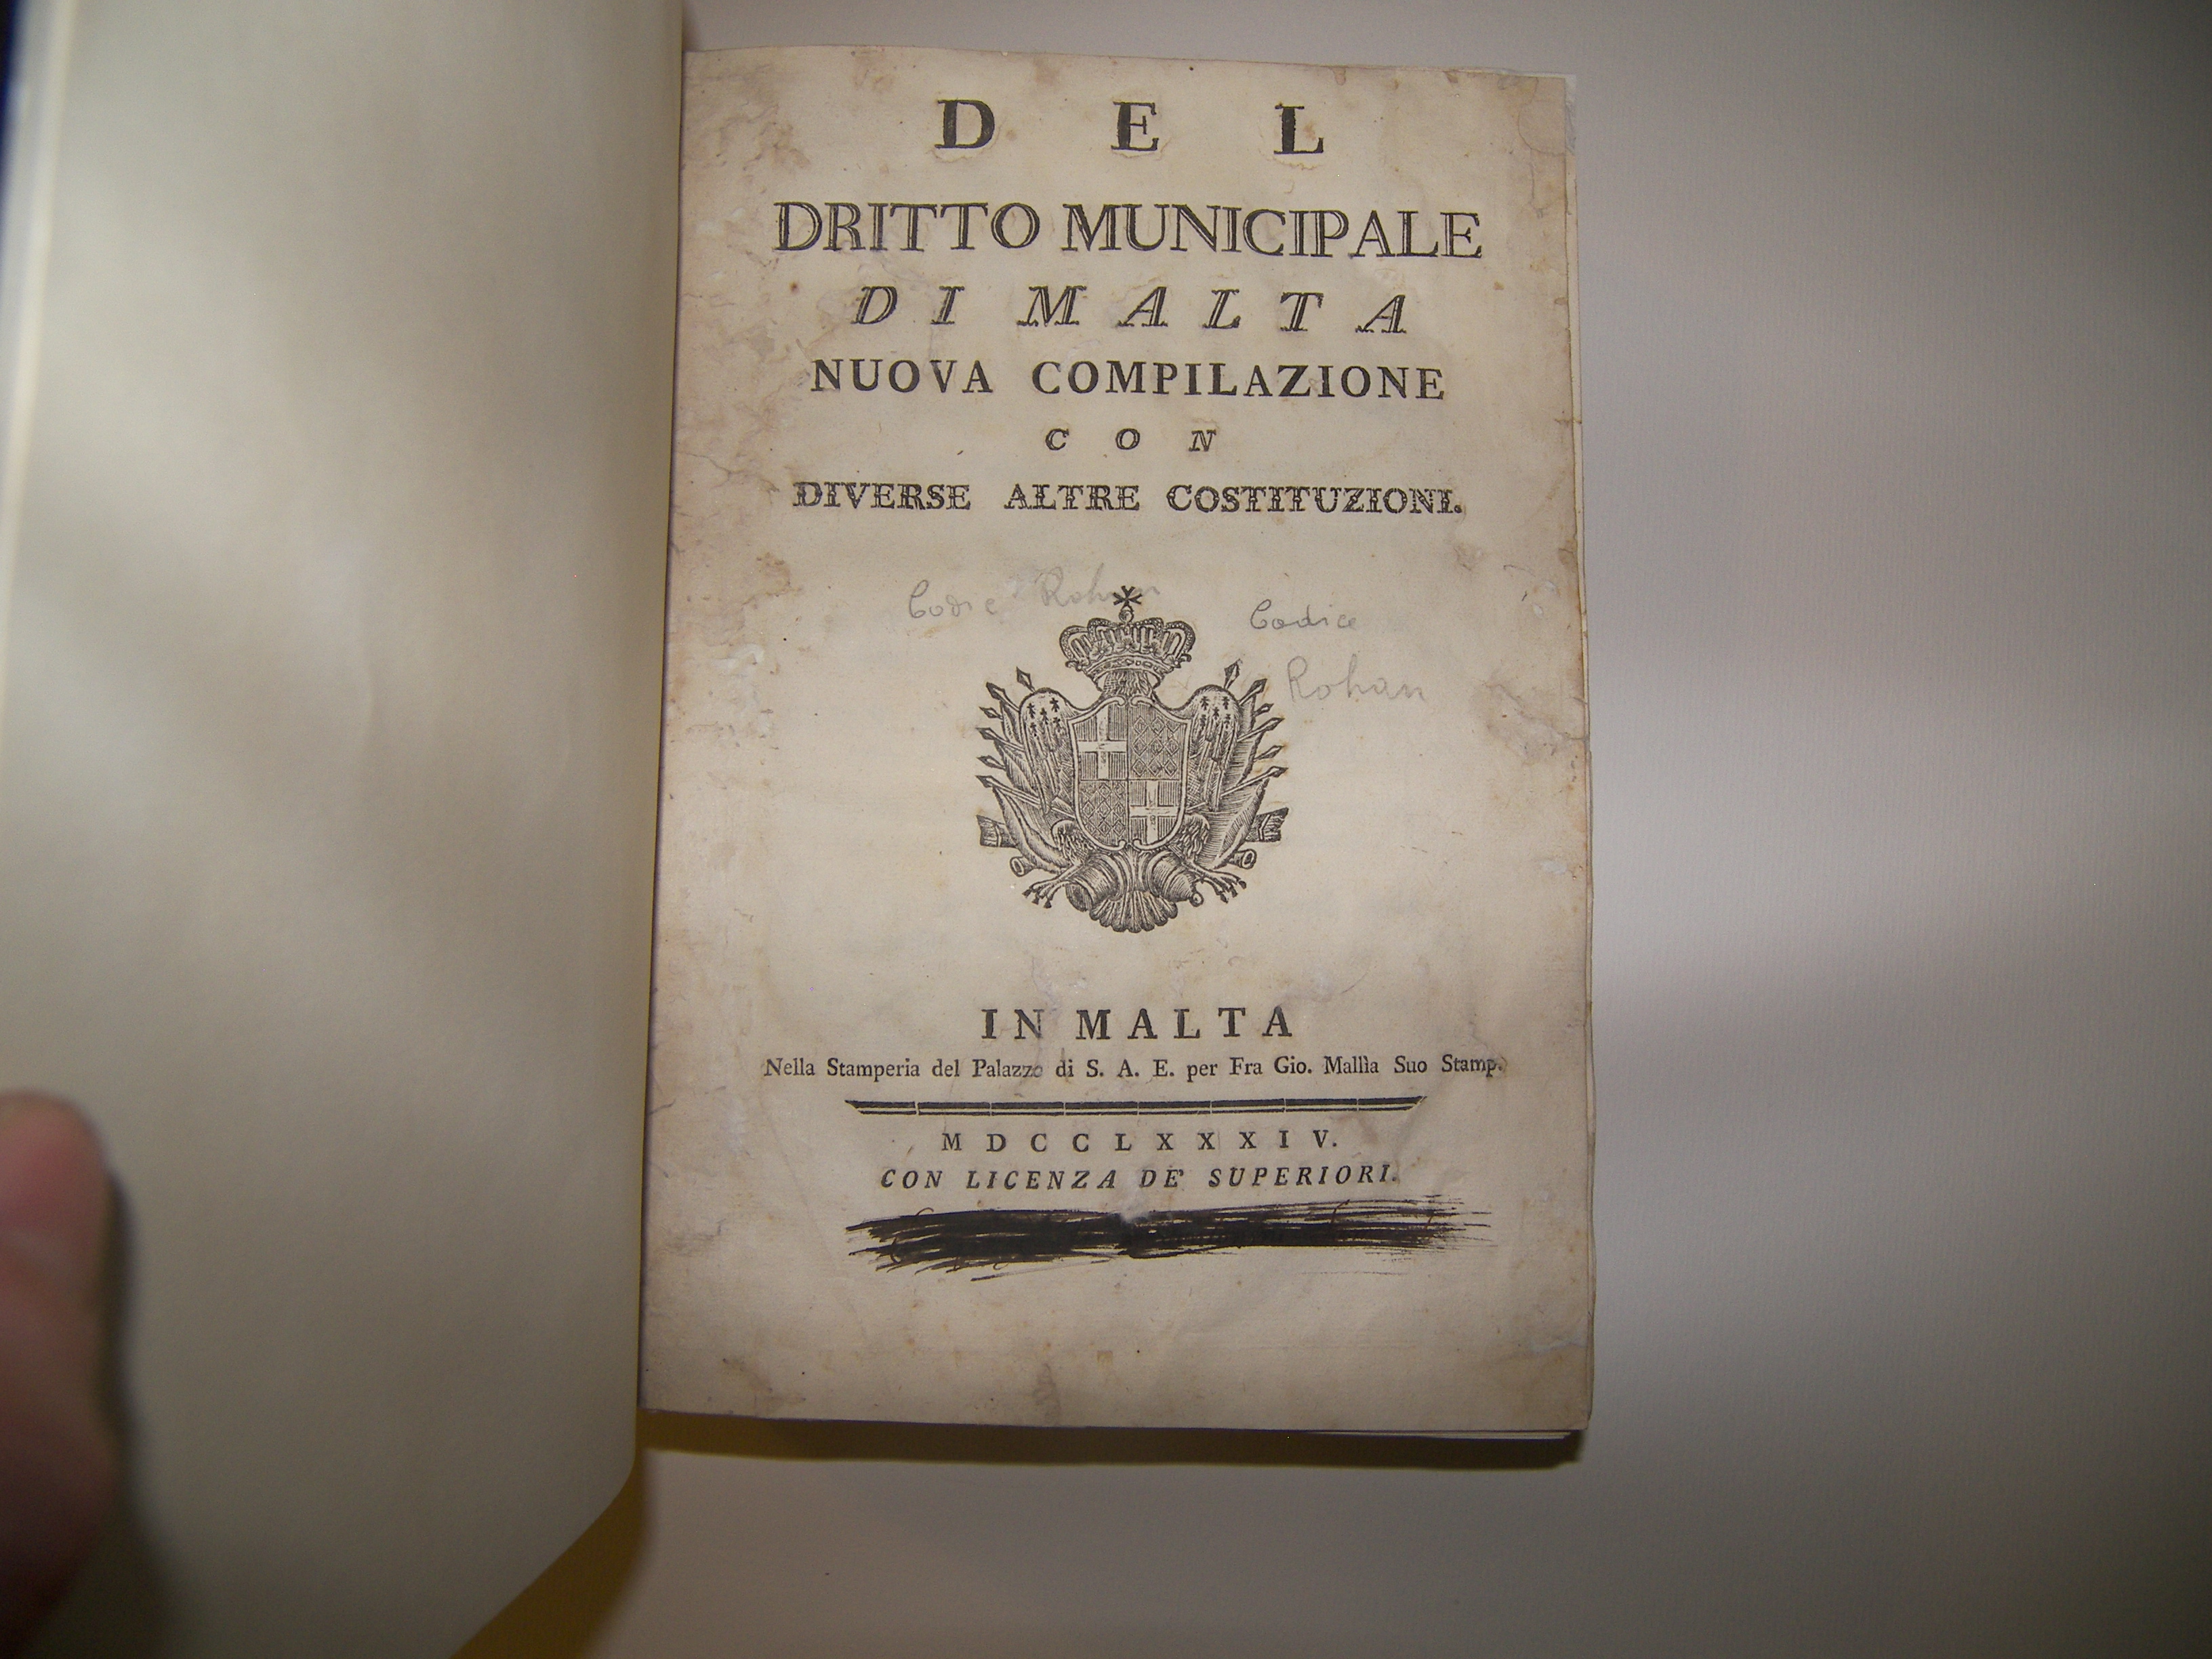 DEL
DRITTO MUNICIPALE
DI MALTA
NUOVA COMPILAZIONE
CON
DIVERSE ALTRE COSTITUZIONI.
Codice Rohan
Codice
Rohan
IN MALTA
Nella Stamperia del Palazzo di S. A. E. per Fra Gio. Mallìa Suo Stamp.
MDCCLXXXIV.
CON LICENZA DE' SUPERIORI.